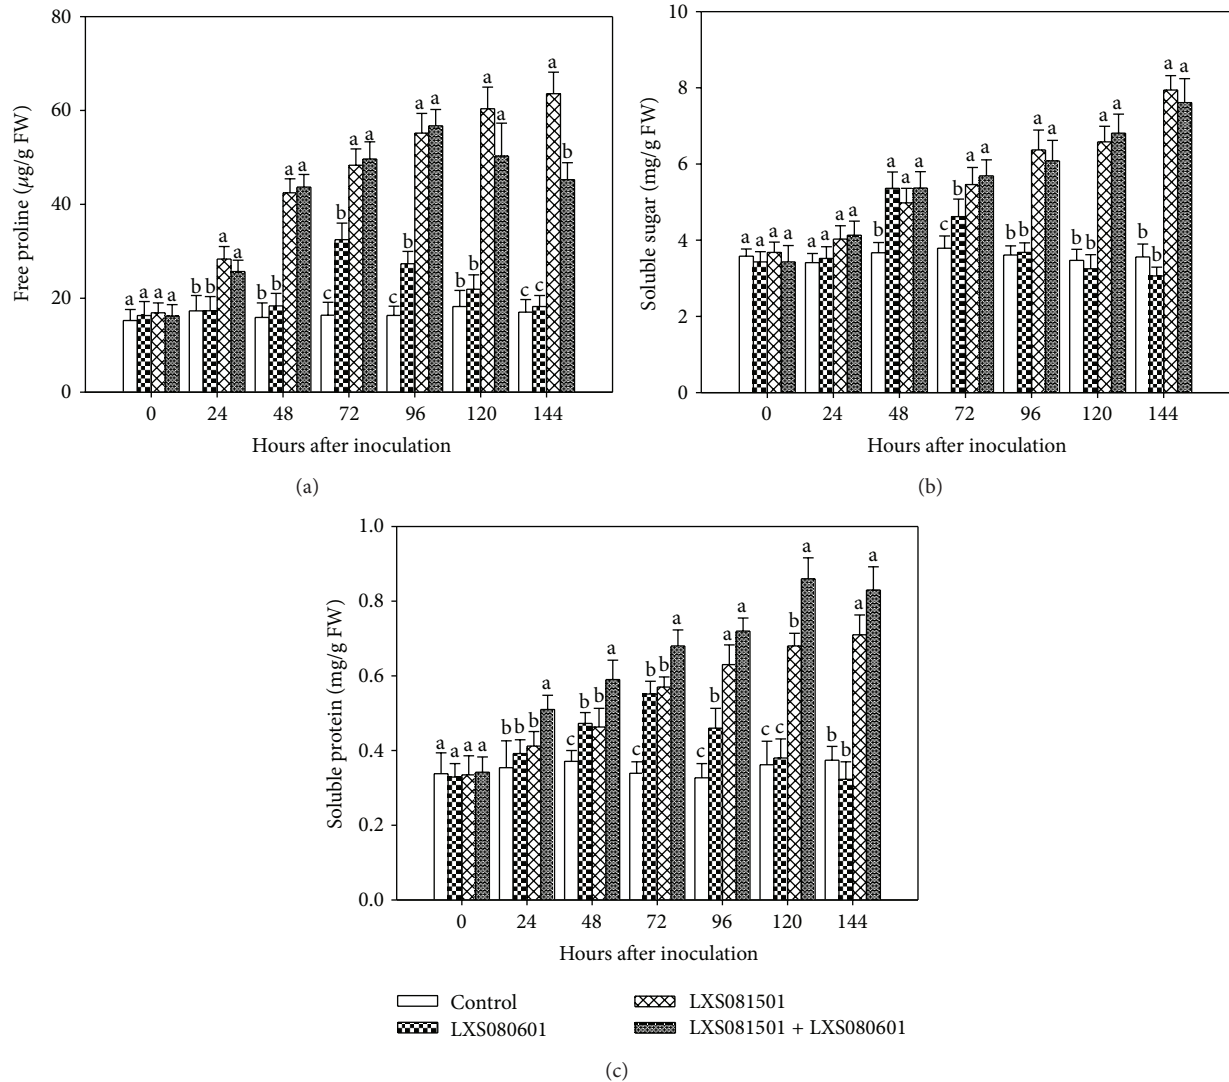 80
60
40
20
0
Free proline (μg/g FW)
a a a a
b b a a
b b a a
c b a a
c b a a
b b a a
c c a b
0 24 48 72 96 120 144
Hours after inoculation
(a)
10
8
6
4
2
0
Soluble sugar (mg/g FW)
a a a a
a a a a
b a a a
c b a a
b b a a
b b a a
b b a a
0 24 48 72 96 120 144
Hours after inoculation
(b)
1.0
0.8
0.6
0.4
0.2
0.0
Soluble protein (mg/g FW)
a a a a
b b b a
c b b a
c b b a
c b a a
c c b a
b b a a
0 24 48 72 96 120 144
Hours after inoculation
Control
LXS080601
LXS081501
LXS081501 + LXS080601
(c)